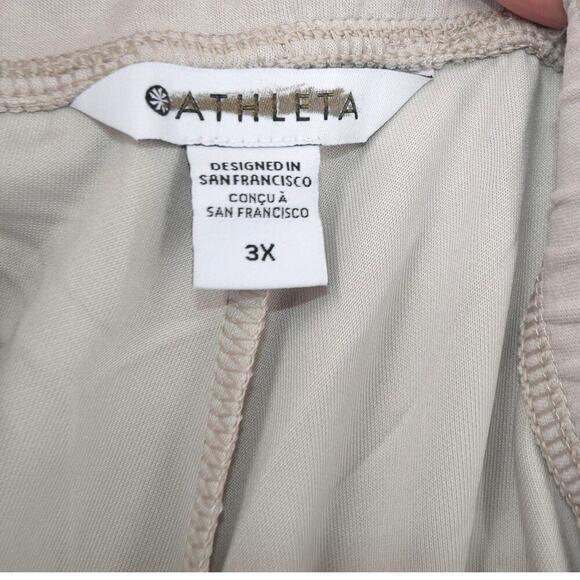 ATHLETA
DESIGNED IN
SAN FRANCISCO
CONÇU À
SAN FRANCISCO
3X